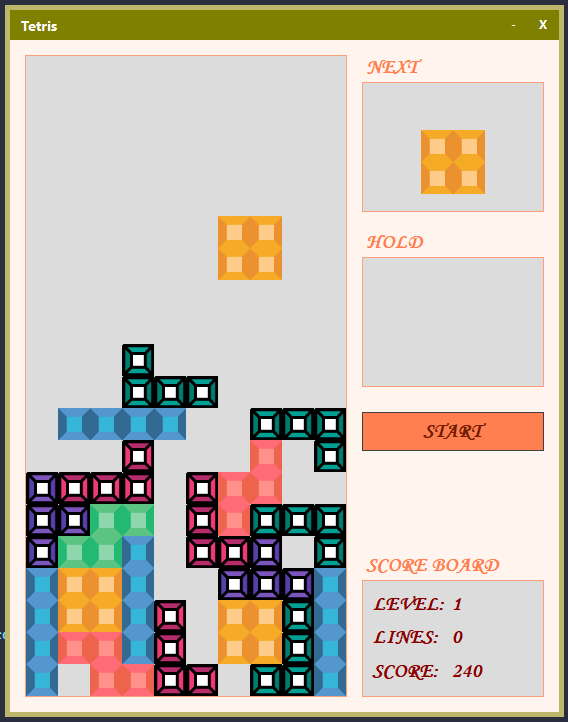 Tetris - X
NEXT
HOLD
START
SCORE BOARD
LEVEL: 1
LINES: 0
SCORE: 240